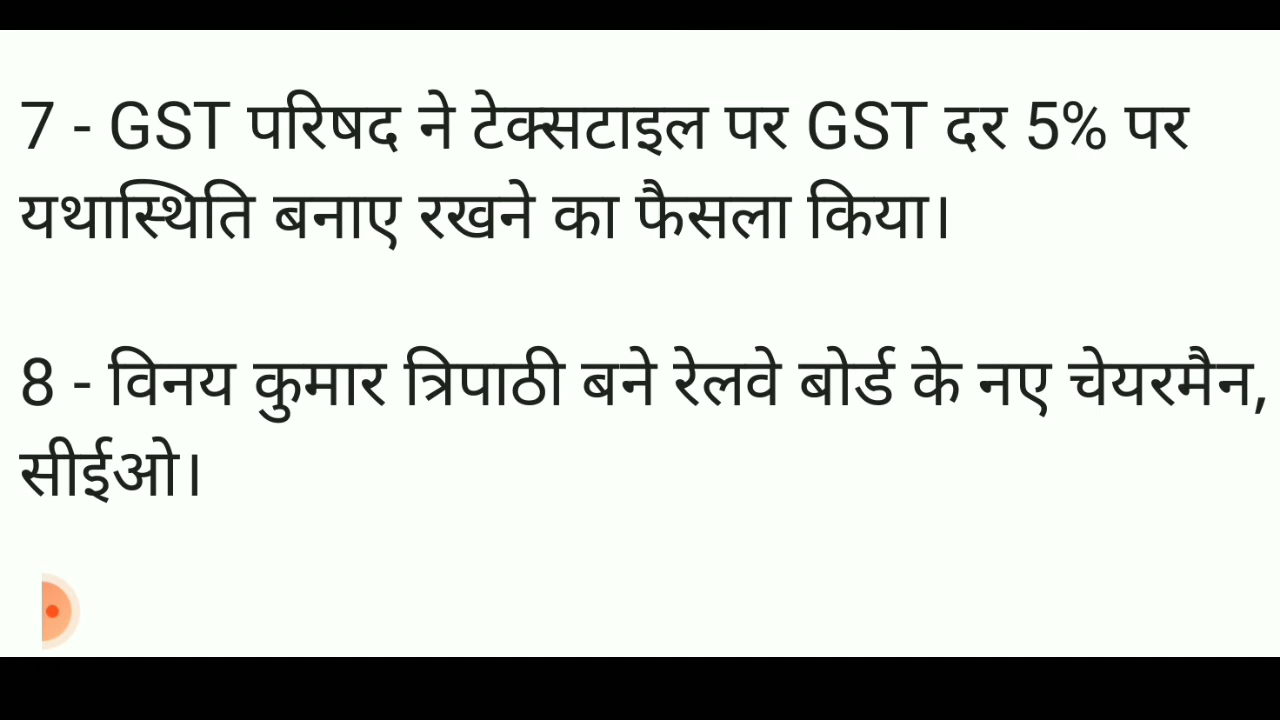 7 - GST परिषद ने टेक्सटाइल पर GST दर 5% पर
यथास्थिति बनाए रखने का फैसला किया।
8 - विनय कुमार त्रिपाठी बने रेलवे बोर्ड के नए चेयरमैन,
सीईओ।